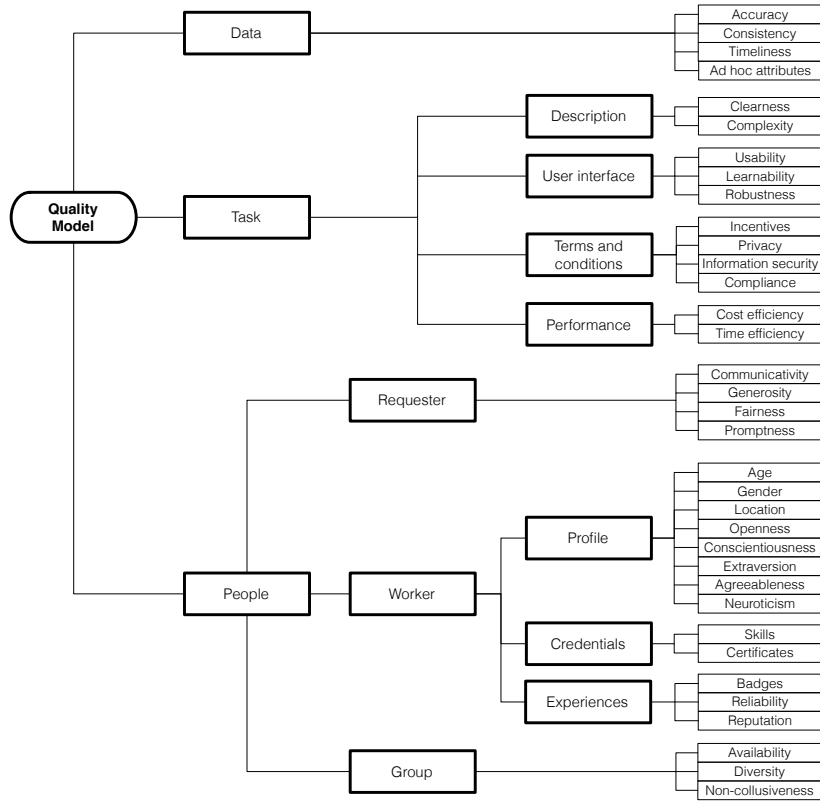 Quality
Model
Data
Accuracy
Consistency
Timeliness
Ad hoc attributes
Task
Description
Clearness
Complexity
User interface
Usability
Learnability
Robustness
Terms and
conditions
Incentives
Privacy
Information security
Compliance
Performance
Cost efficiency
Time efficiency
People
Requester
Communicativity
Generosity
Fairness
Promptness
Worker
Profile
Age
Gender
Location
Openness
Conscientiousness
Extraversion
Agreeableness
Neuroticism
Credentials
Skills
Certificates
Experiences
Badges
Reliability
Reputation
Group
Availability
Diversity
Non-collusiveness